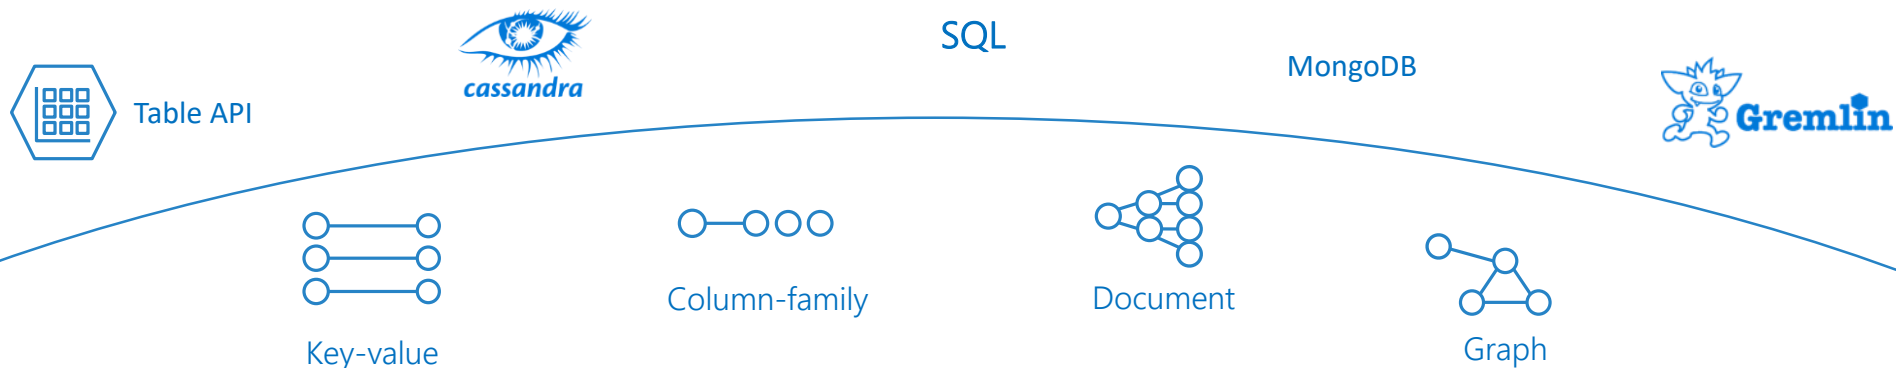 SQL
MongoDB
cassandra
Table API
Gremlin
Column-family
Document
Key-value
Graph